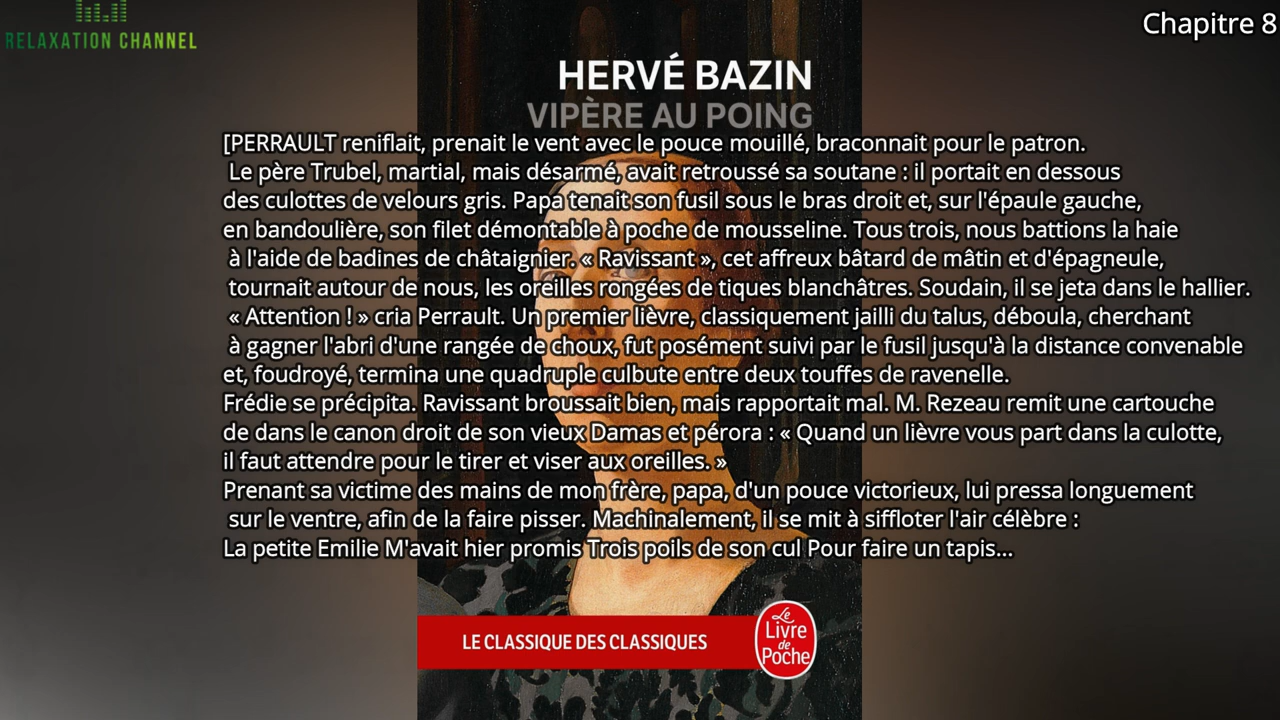 RELAXATION CHANNEL
Chapitre 8
HERVÉ BAZIN
VIPÈRE AU POING
[PERRAULT reniflait, prenait le vent avec le pouce mouillé, braconnait pour le patron.
Le père Trubel, martial, mais désarmé, avait retroussé sa soutane : il portait en dessous
des culottes de velours gris. Papa tenait son fusil sous le bras droit et, sur l'épaule gauche,
en bandoulière, son filet démontable à poche de mousseline. Tous trois, nous battions la haie
à l'aide de badines de châtaignier. « Ravissant », cet affreux bâtard de mâtin et d'épagneule,
tournait autour de nous, les oreilles rongées de tiques blanchâtres. Soudain, il se jeta dans le hallier.
« Attention ! » cria Perrault. Un premier lièvre, classiquement jailli du talus, déboula, cherchant
à gagner l'abri d'une rangée de choux, fut posément suivi par le fusil jusqu'à la distance convenable
et, foudroyé, termina une quadruple culbute entre deux touffes de ravenelle.
Frédie se précipita. Ravissant broussait bien, mais rapportait mal. M. Rezeau remit une cartouche
de dans le canon droit de son vieux Damas et pérora : « Quand un lièvre vous part dans la culotte,
il faut attendre pour le tirer et viser aux oreilles. »
Prenant sa victime des mains de mon frère, papa, d'un pouce victorieux, lui pressa longuement
sur le ventre, afin de la faire pisser. Machinalement, il se mit à siffloter l'air célèbre :
La petite Emilie M'avait hier promis Trois poils de son cul Pour faire un tapis...
LE CLASSIQUE DES CLASSIQUES
Le
Livre
de
Poche